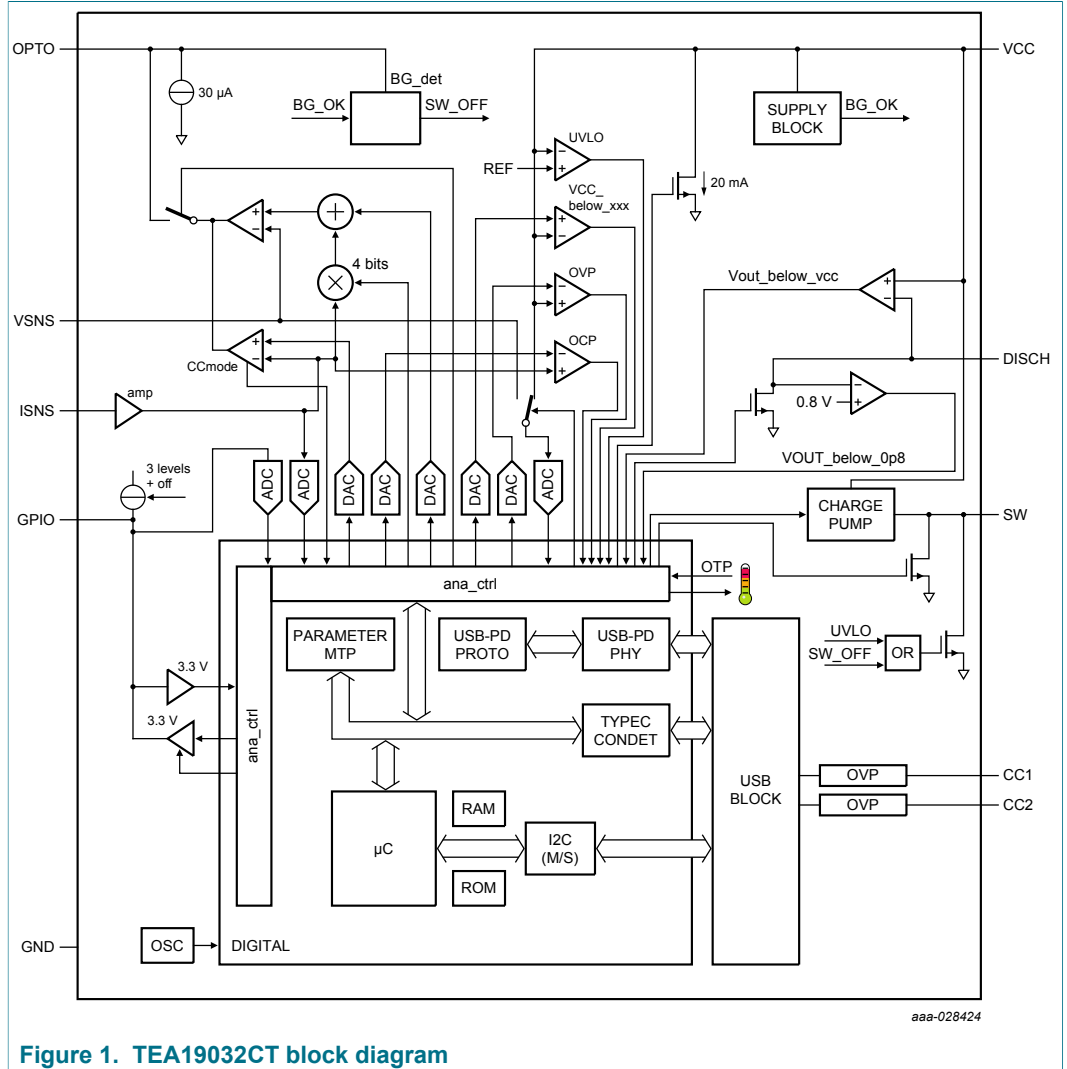 OPTO
VCC
30 µA
BG_det
BG_OK
SW_OFF
SUPPLY
BLOCK
BG_OK
UVLO
REF
20 mA
VCC_
below_xxx
4 bits
OVP
Vout_below_vcc
VSNS
OCP
CCmode
DISCH
amp
ISNS
0.8 V
3 levels
+ off
VOUT_below_0p8
ADC
ADC
DAC
DAC
DAC
DAC
DAC
ADC
GPIO
CHARGE
PUMP
SW
ana_ctrl
OTP
PARAMETER
MTP
USB-PD
PROTO
USB-PD
PHY
UVLO
SW_OFF
OR
3.3 V
3.3 V
ana_ctrl
TYPEC
CONDET
USB
BLOCK
OVP
CC1
OVP
CC2
µC
RAM
ROM
I2C
(M/S)
GND
OSC
DIGITAL
aaa-028424
Figure 1. TEA19032CT block diagram